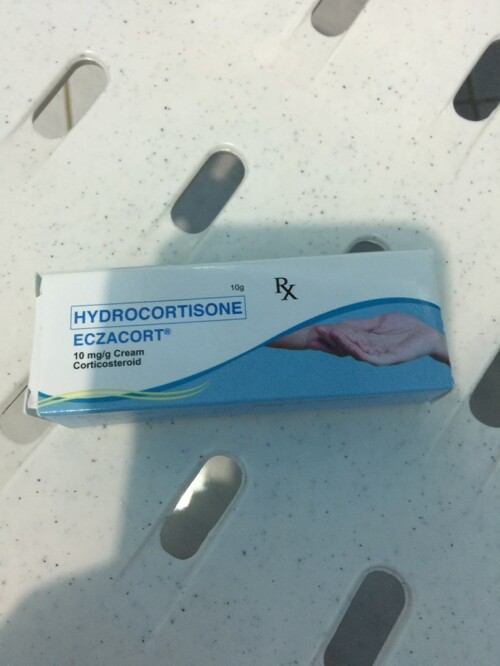 10g
Rx
HYDROCORTISONE
ECZACORT®
10 mg/g Cream
Corticosteroid